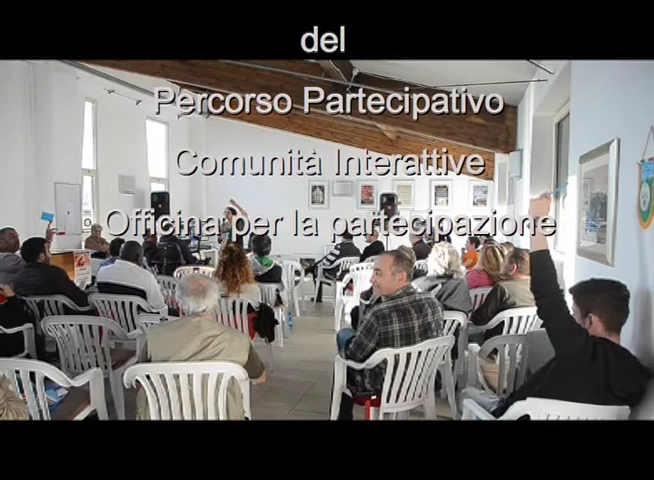 del
Percorso Partecipativo
Comunità Interattive
Officina per la partecipazione